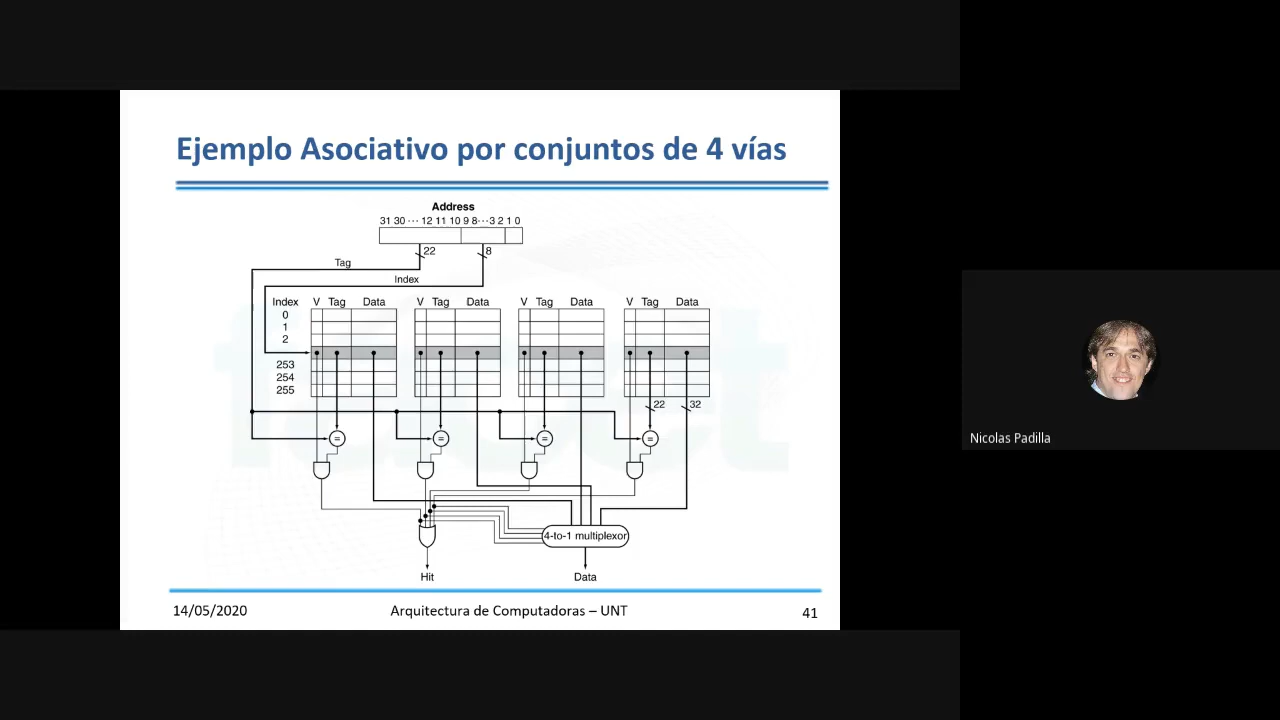 Ejemplo Asociativo por conjuntos de 4 vías
Address
31 30 ··· 12 11 10 9 8···3 2 1 0
22
8
Tag
Index
Index V Tag Data V Tag Data V Tag Data V Tag Data
0
1
2
253
254
255
22
32
= = = =
4-to-1 multiplexor
Hit
Data
14/05/2020
Arquitectura de Computadoras – UNT
41
Nicolas Padilla